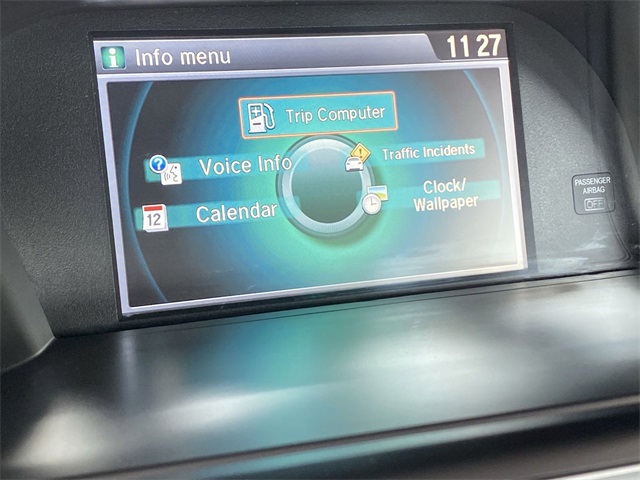 i Info menu
11 27
Trip Computer
Voice Info
Traffic Incidents
Calendar
12
Clock/
Wallpaper
PASSENGER
AIRBAG
OFF